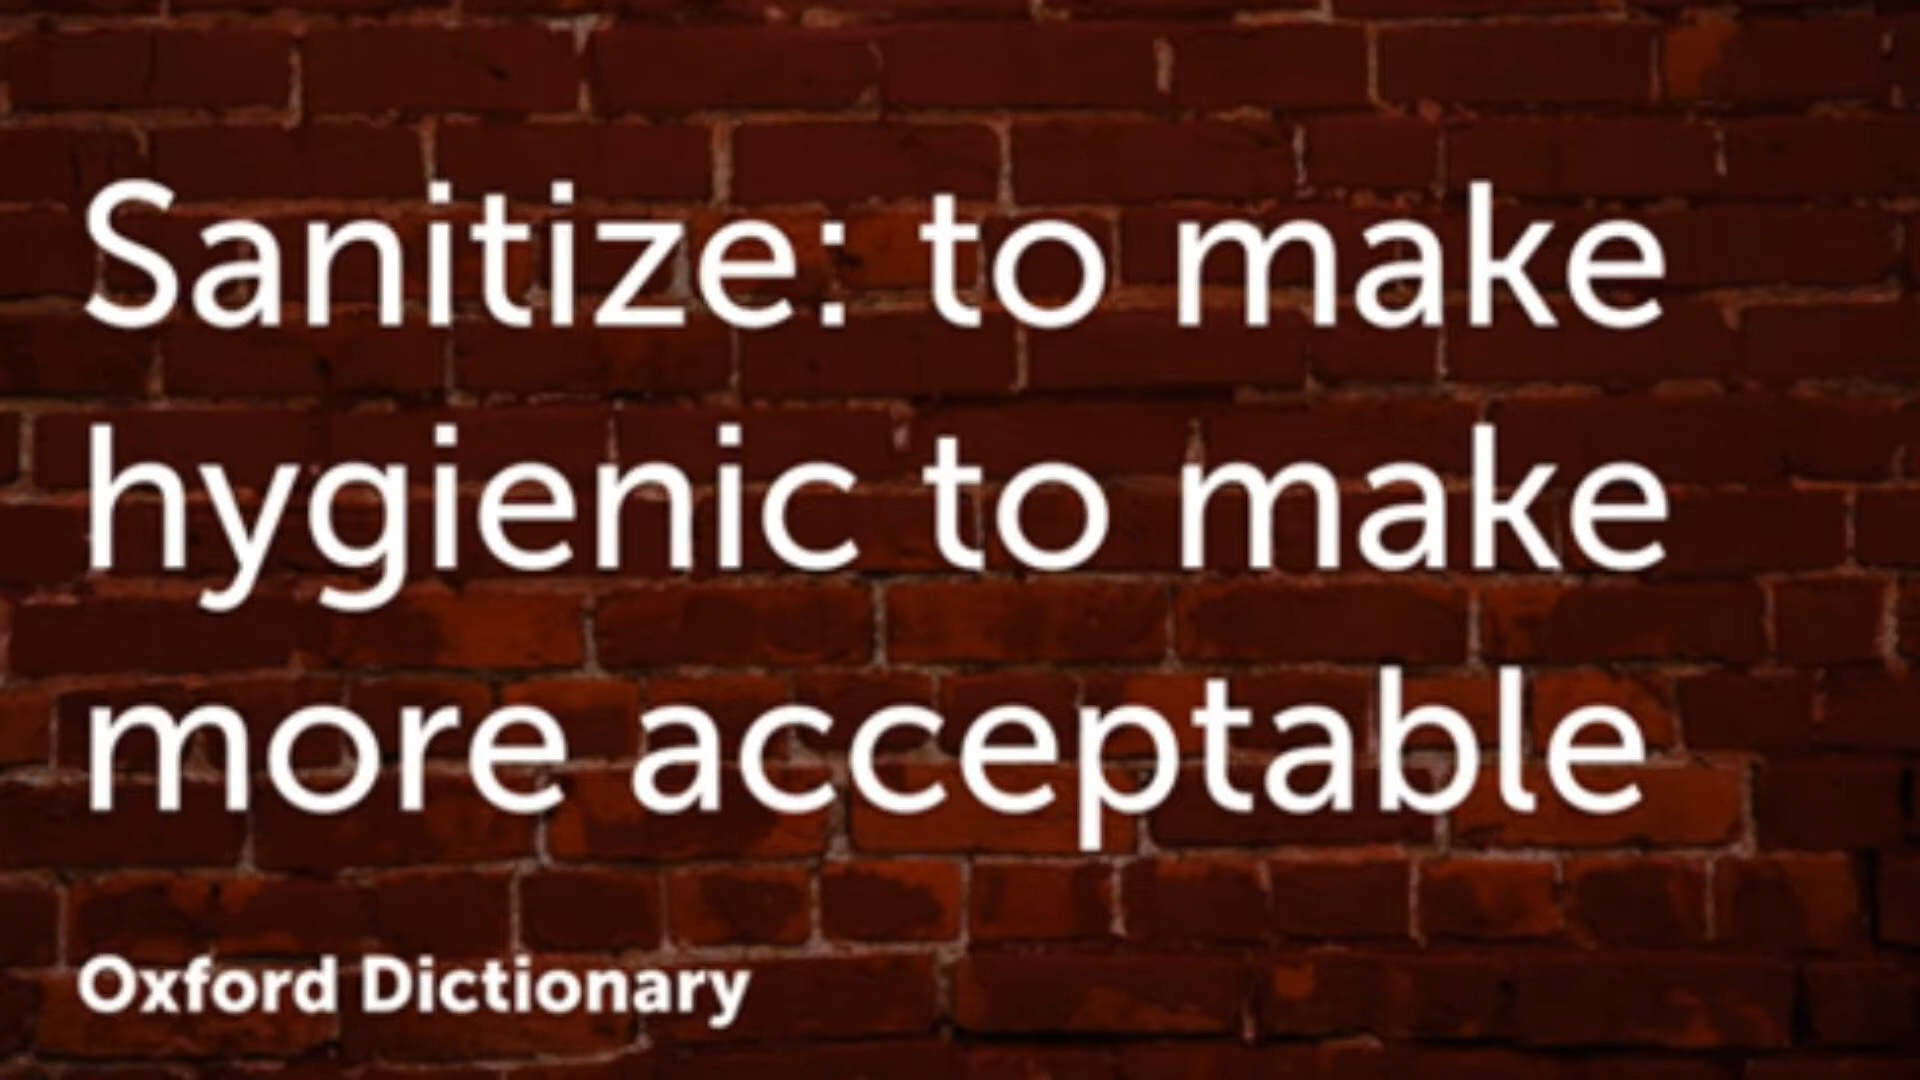 Sanitize: to make
hygienic to make
more acceptable
Oxford Dictionary